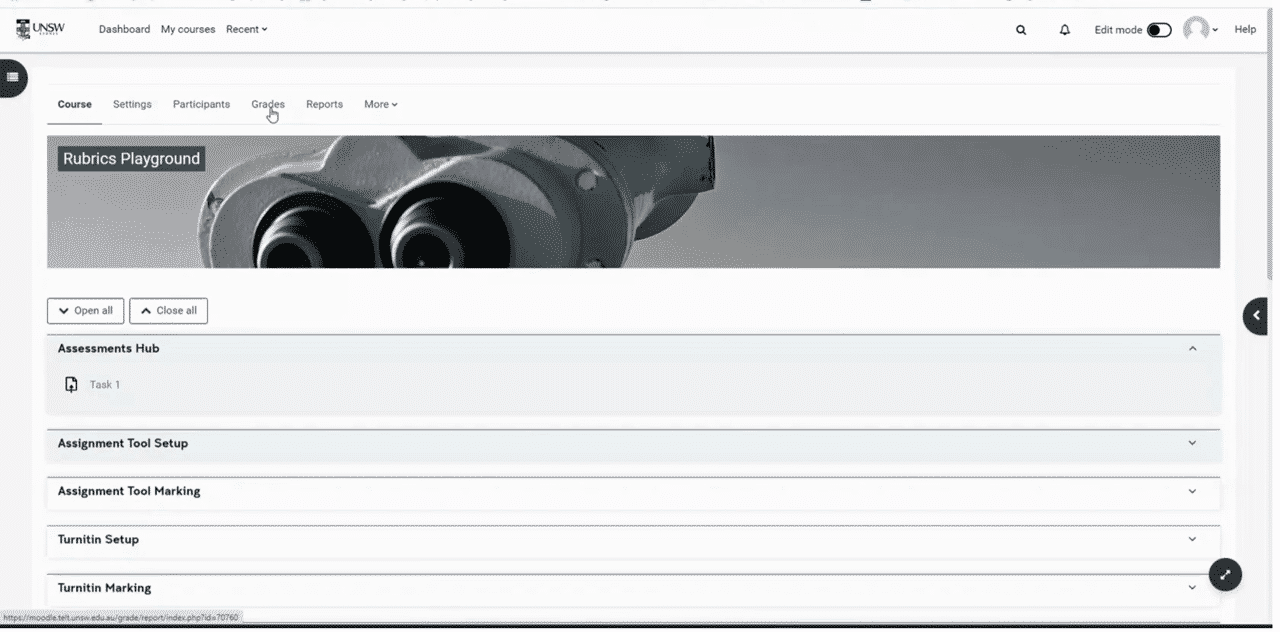 UNSW
SYDNEY
Dashboard My courses Recent
Edit mode
Help
Course Settings Participants Grades Reports More
Rubrics Playground
Open all Close all
Assessments Hub
Task 1
Assignment Tool Setup
Assignment Tool Marking
Turnitin Setup
Turnitin Marking
https://moodle.telt.unsw.edu.au/grade/report/index.php?id=70760